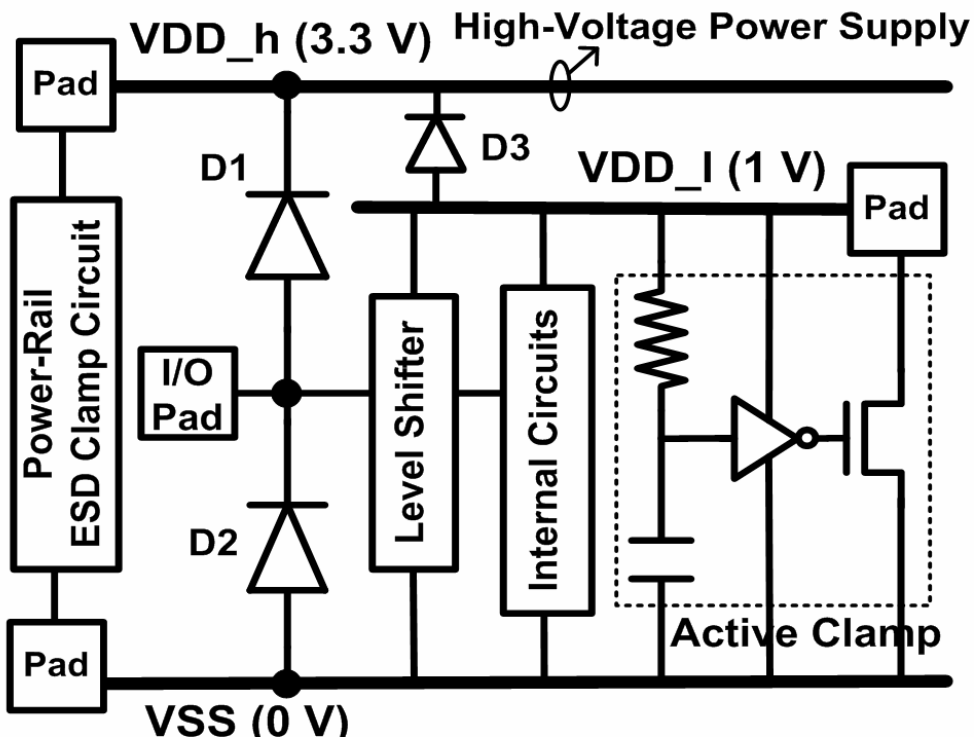 VDD_h (3.3 V)
High-Voltage Power Supply
Pad
D1
D3
VDD_l (1 V)
Pad
Power-Rail
ESD Clamp Circuit
I/O
Pad
Level Shifter
Internal Circuits
D2
Active Clamp
Pad
VSS (0 V)